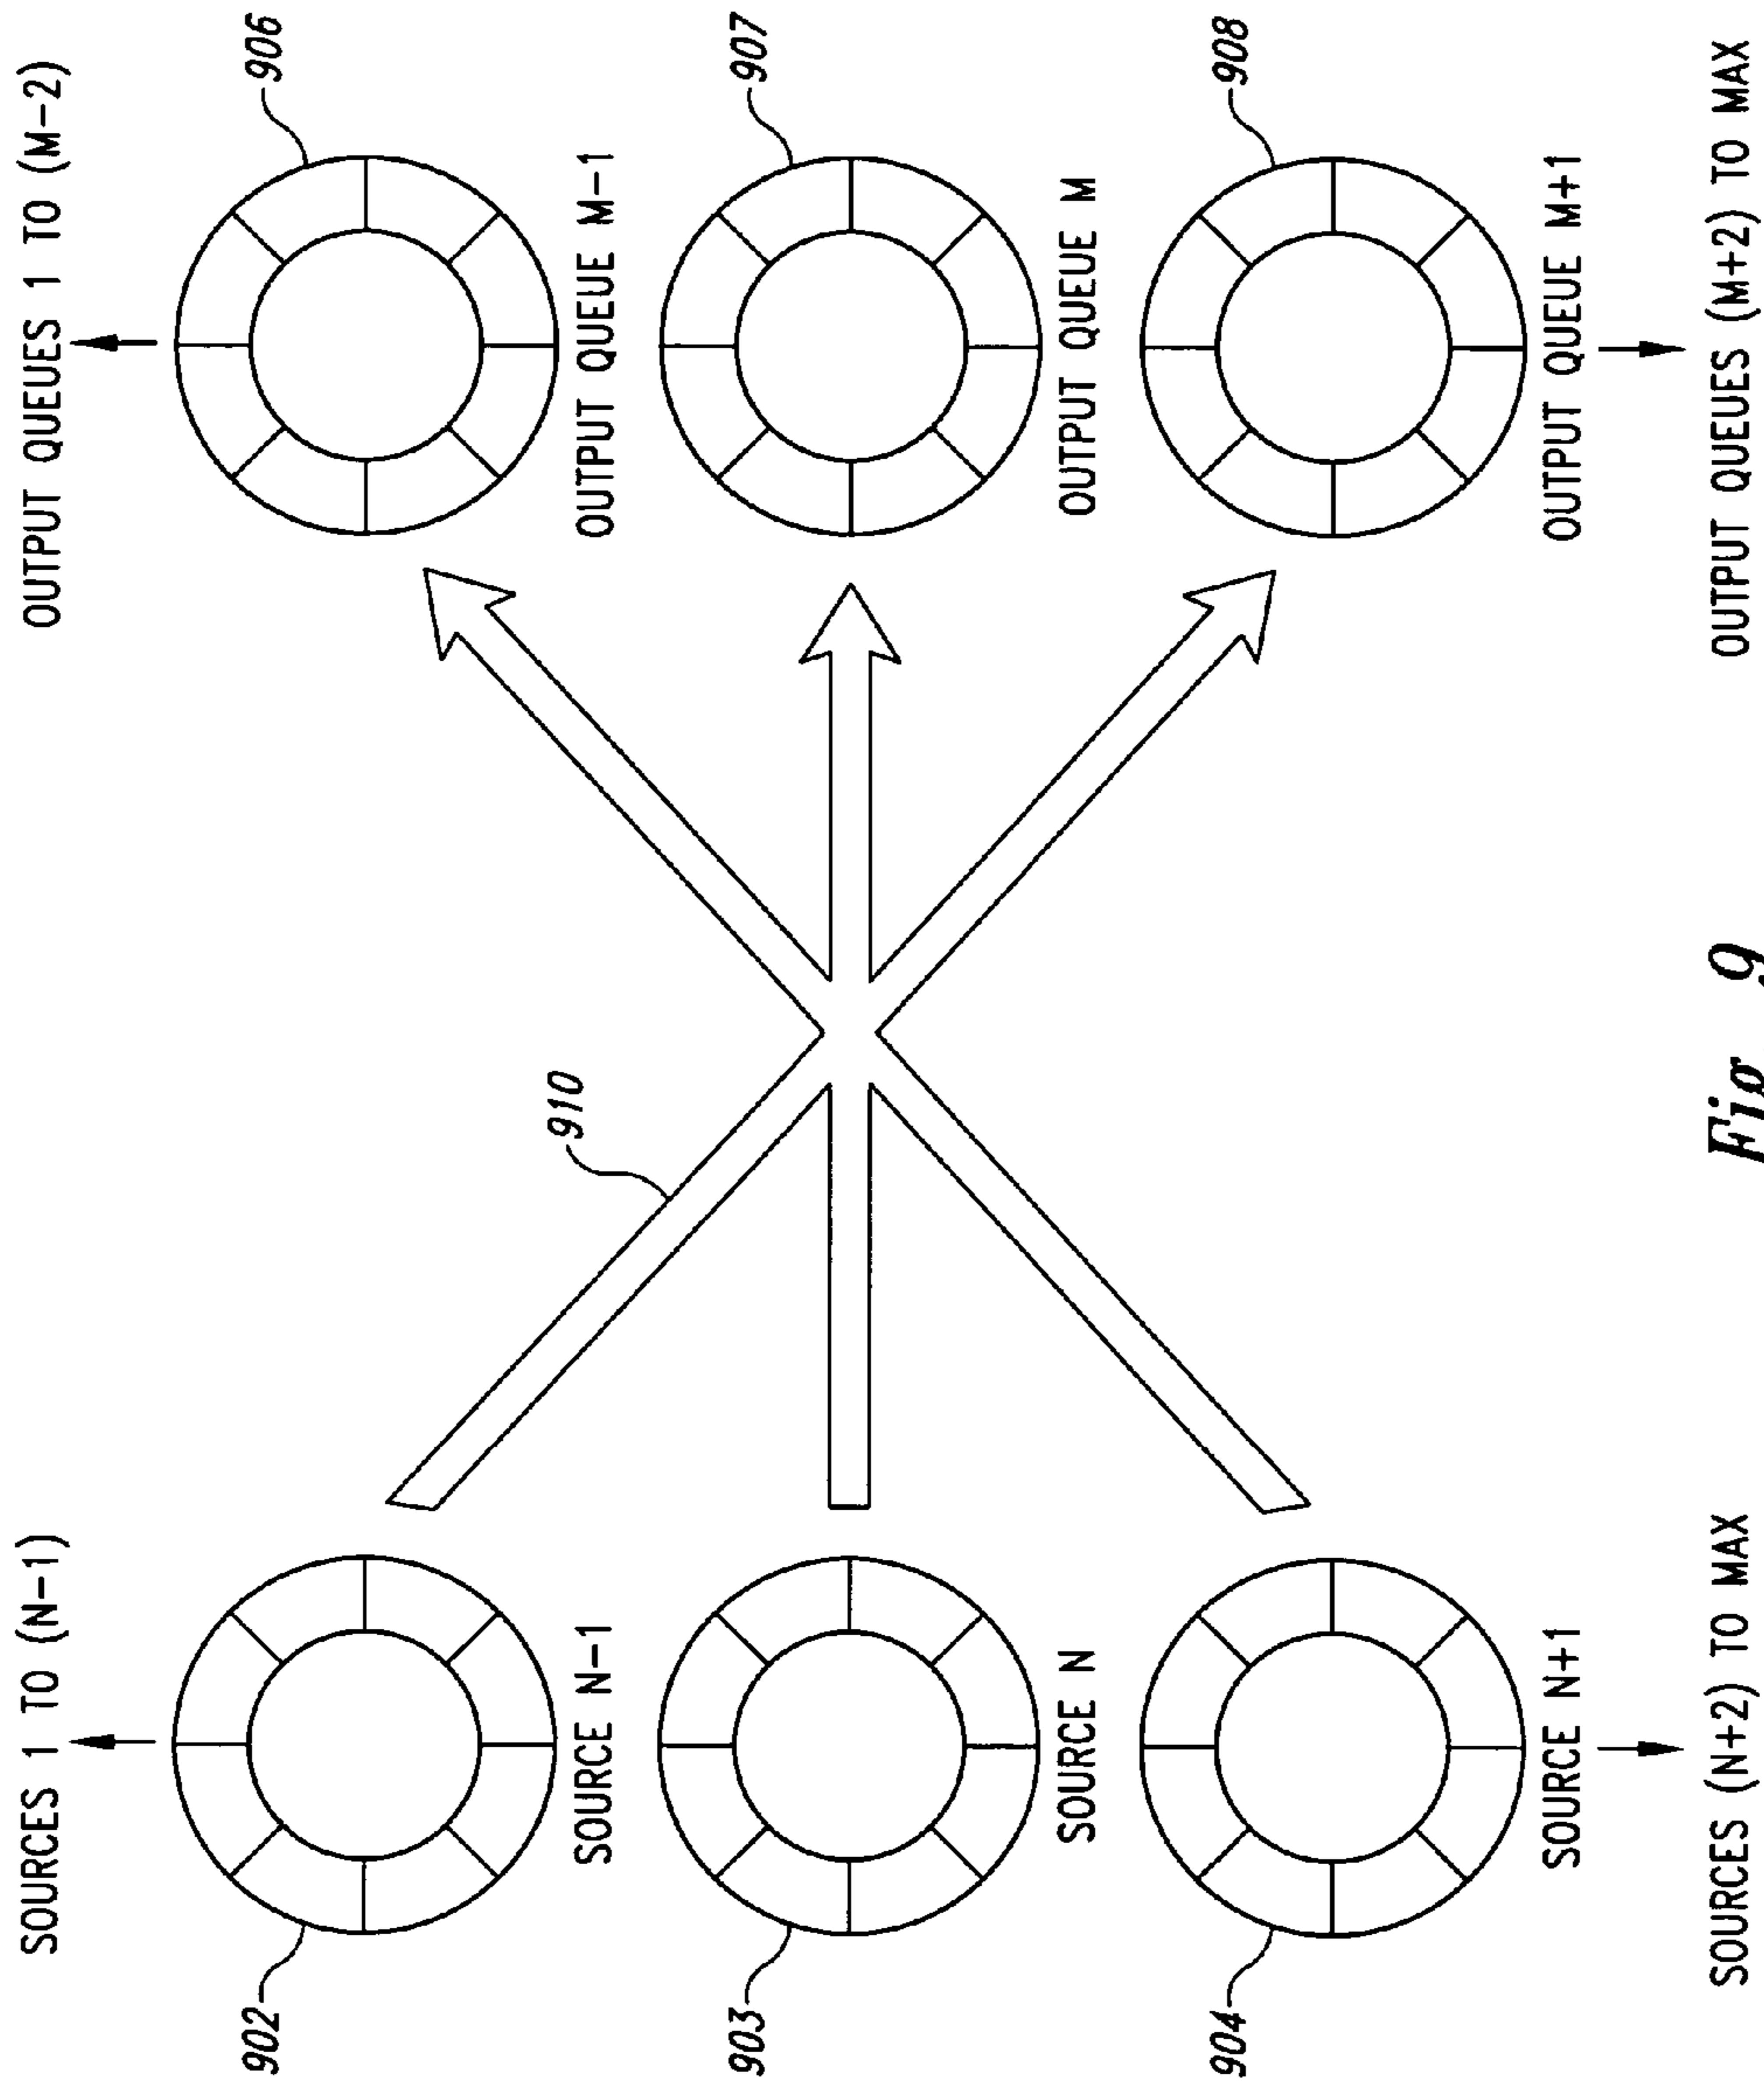 SOURCES 1 TO (N-1)
OUTPUT QUEUES 1 TO (M-2)
902
906
SOURCE N-1
OUTPUT QUEUE M-1
910
903
907
SOURCE N
OUTPUT QUEUE M
904
908
SOURCE N+1
OUTPUT QUEUE M+1
SOURCES (N+2) TO MAX
OUTPUT QUEUES (M+2) TO MAX
Fig 9